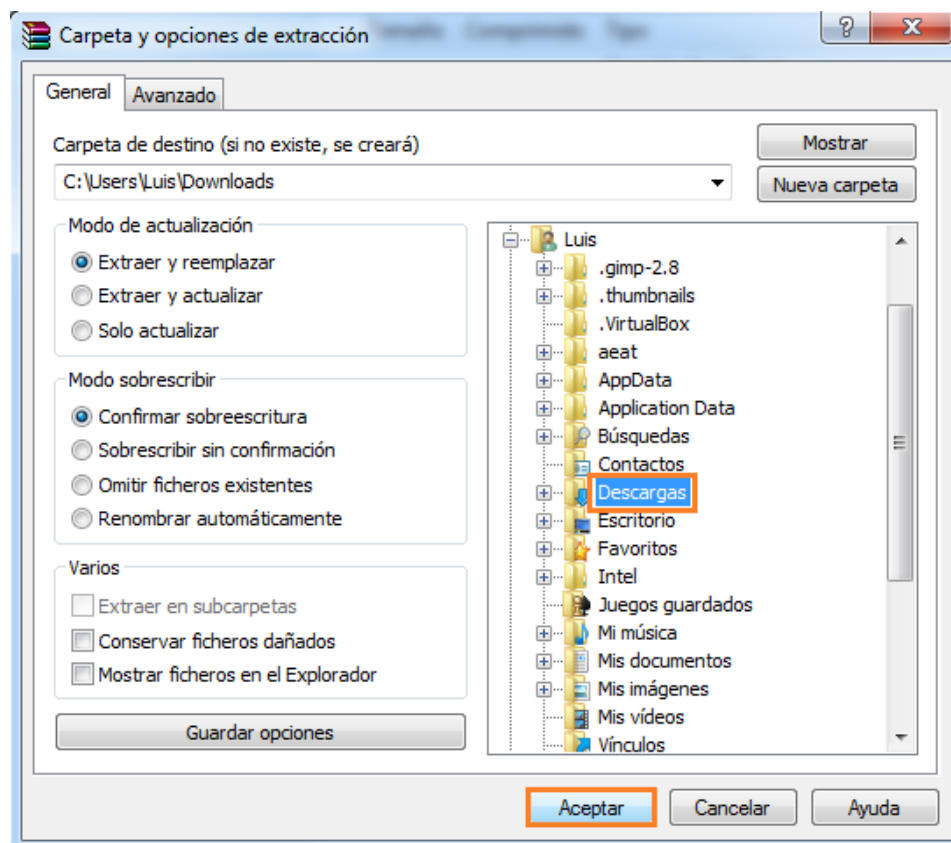 Carpeta y opciones de extracción
General
Avanzado
Carpeta de destino (si no existe, se creará)
Mostrar
C:\Users\Luis\Downloads
Nueva carpeta
Modo de actualización
Extraer y reemplazar
Extraer y actualizar
Solo actualizar
Modo sobrescribir
Confirmar sobreescritura
Sobrescribir sin confirmación
Omitir ficheros existentes
Renombrar automáticamente
Varios
Extraer en subcarpetas
Conservar ficheros dañados
Mostrar ficheros en el Explorador
Guardar opciones
Luis
.gimp-2.8
.thumbnails
.VirtualBox
aeat
AppData
Application Data
Búsquedas
Contactos
Descargas
Escritorio
Favoritos
Intel
Juegos guardados
Mi música
Mis documentos
Mis imágenes
Mis vídeos
Vínculos
Aceptar
Cancelar
Ayuda